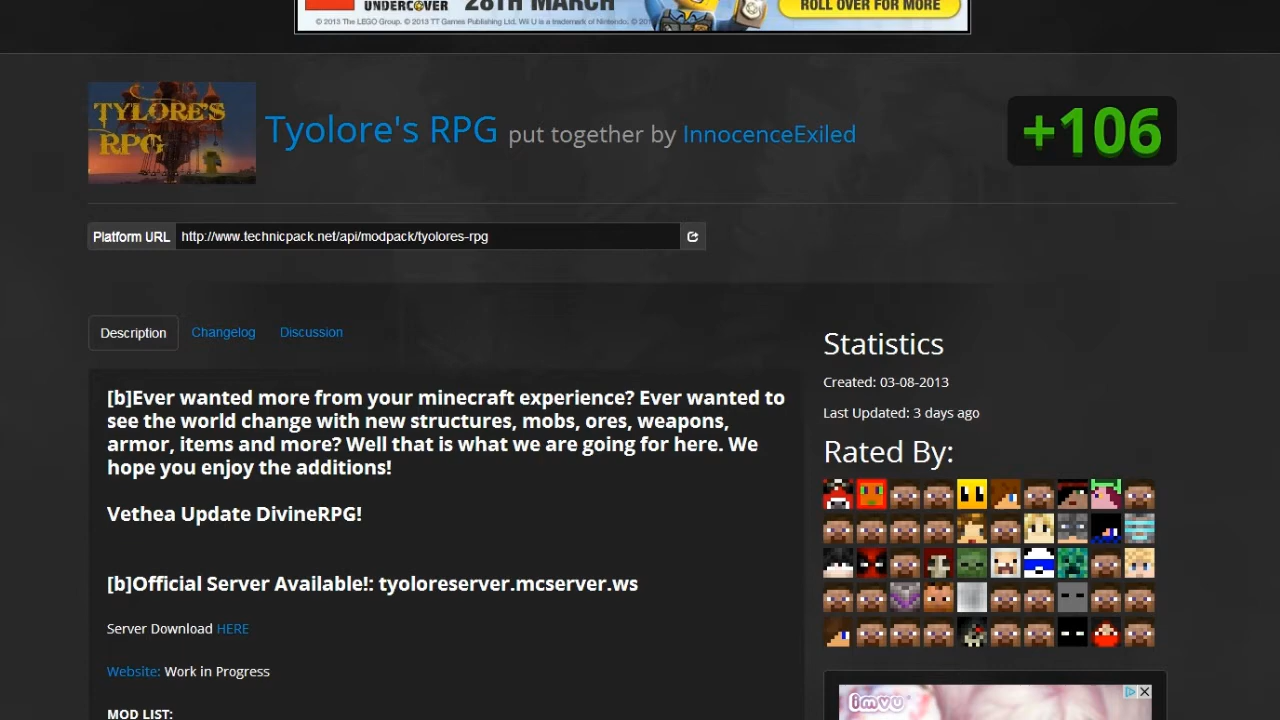 UNDERCOVER 28TH MARCH
ROLL OVER FOR MORE
© 2013 The LEGO Group. © 2013 TT Games Publishing Ltd. Wii U is a trademark of Nintendo. © 20
TYLORE'S
RPG
Tyolore's RPG put together by InnocenceExiled
+106
Platform URL http://www.technicpack.net/api/modpack/tyolores-rpg
Description Changelog Discussion
[b]Ever wanted more from your minecraft experience? Ever wanted to
see the world change with new structures, mobs, ores, weapons,
armor, items and more? Well that is what we are going for here. We
hope you enjoy the additions!
Vethea Update DivineRPG!
[b]Official Server Available!: tyoloreserver.mcserver.ws
Server Download HERE
Website: Work in Progress
MOD LIST:
Statistics
Created: 03-08-2013
Last Updated: 3 days ago
Rated By:
imvu